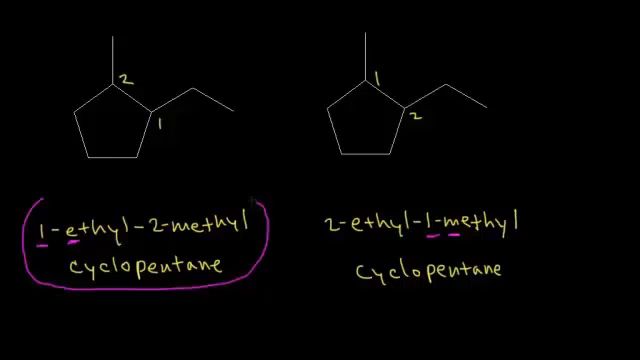 2
1
1
2
1-ethyl-2-methyl
cyclopentane
2-ethyl-1-methyl
cyclopentane